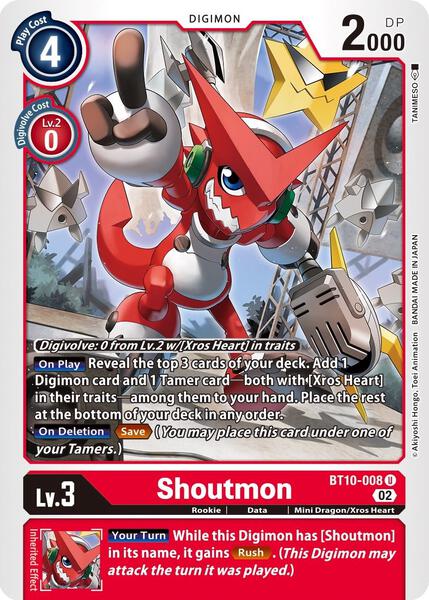 Play Cost
4
DIGIMON
2000
DP
Digivolve Cost
Lv.2
0
TANIMESO
© Akiyoshi Hongo, Toei Animation BANDAI MADE IN JAPAN
Digivolve: 0 from Lv.2 w/[Xros Heart] in traits
On Play Reveal the top 3 cards of your deck. Add 1
Digimon card and 1 Tamer card—both with [Xros Heart]
in their traits—among them to your hand. Place the rest
at the bottom of your deck in any order.
On Deletion Save (You may place this card under one of
your Tamers.)
BT10-008 U
Lv.3
Shoutmon
02
Rookie | Data | Mini Dragon/Xros Heart
Inherited Effect
Your Turn While this Digimon has [Shoutmon]
in its name, it gains Rush. (This Digimon may
attack the turn it was played.)